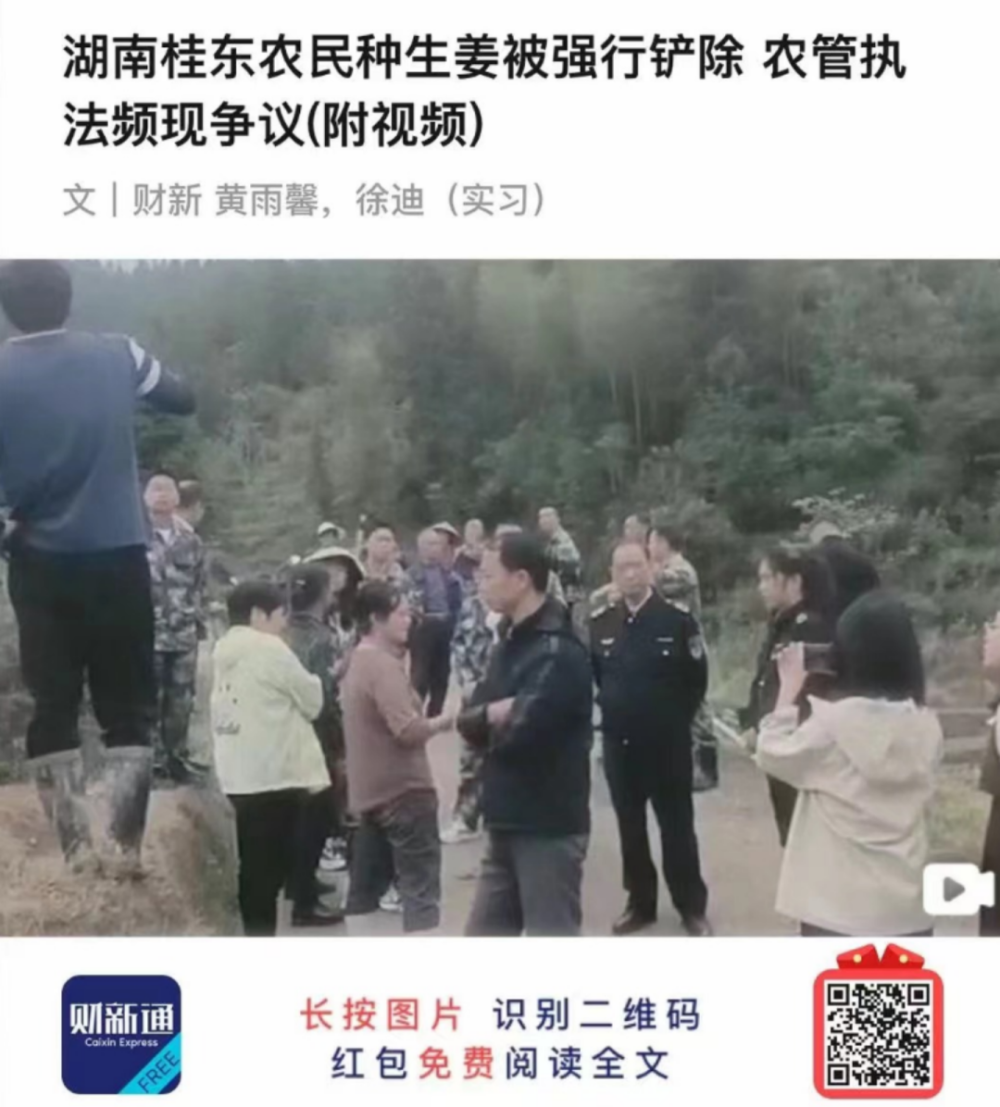 湖南桂东农民种生姜被强行铲除 农管执
法频现争议(附视频)
文｜财新 黄雨馨，徐迪（实习）
财新通
Caixin Express
FREE
长按图片 识别二维码
红包免费阅读全文